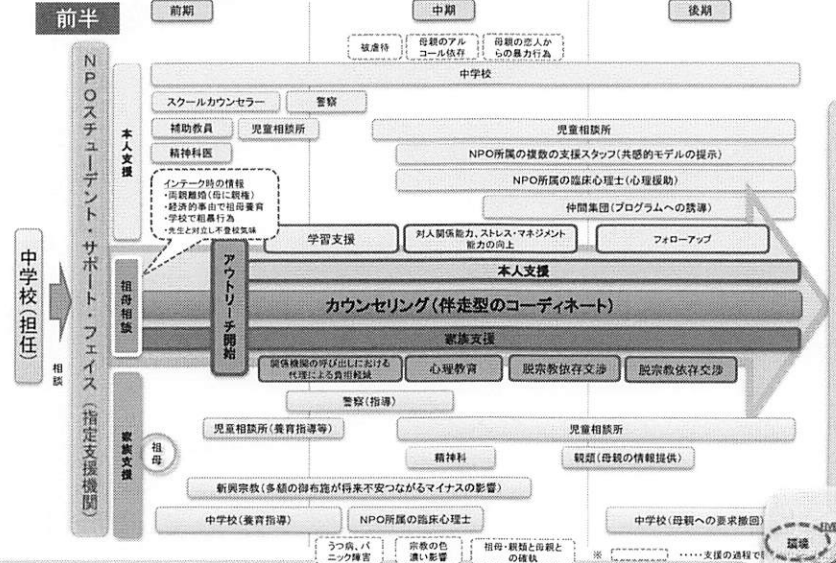 前半
前期
中期
後期
被虐待
母親のアル
コール依存
母親の恋人か
らの暴力行為
中学校
スクールカウンセラー
警察
補助教員
児童相談所
児童相談所
精神科医
NPO所属の複数の支援スタッフ(共感的モデルの提示)
NPO所属の臨床心理士(心理援助)
仲間集団(プログラムへの誘導)
本人支援
インテーク時の情報
・両親離婚(母に親権)
・経済的事由で祖母養育
・学校で粗暴行為
・先生と対立し不登校気味
学習支援
対人関係能力、ストレス・マネジメント
能力の向上
フォローアップ
中学校(担任)
相談
NPOスチューデント・サポート・フェイス(指定支援機関)
祖母相談
アウトリーチ開始
本人支援
カウンセリング(伴走型のコーディネート)
家族支援
関係機関の呼び出しにおける
代理による負担軽減
心理教育
脱宗教依存交渉
脱宗教依存交渉
警察(指導)
児童相談所(養育指導等)
児童相談所
家族支援
祖母
精神科
親類(母親の情報提供)
新興宗教(多額の御布施が将来不安つながるマイナスの影響)
中学校(養育指導)
NPO所属の臨床心理士
中学校(母親への要求撤回)
環境
うつ病、パ
ニック障害
宗教の色
濃い影響
祖母・親類と母親と
の確執
※
‥‥‥支援の過程で